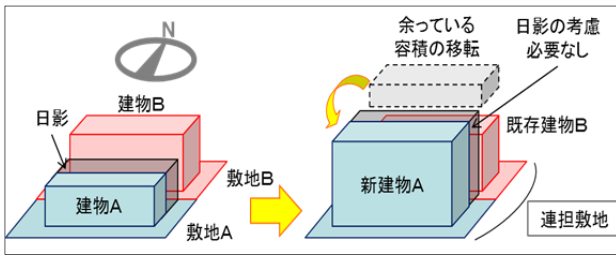 N
建物B
日影
敷地B
建物A
敷地A
余っている
容積の移転
日影の考慮
必要なし
既存建物B
新建物A
連担敷地